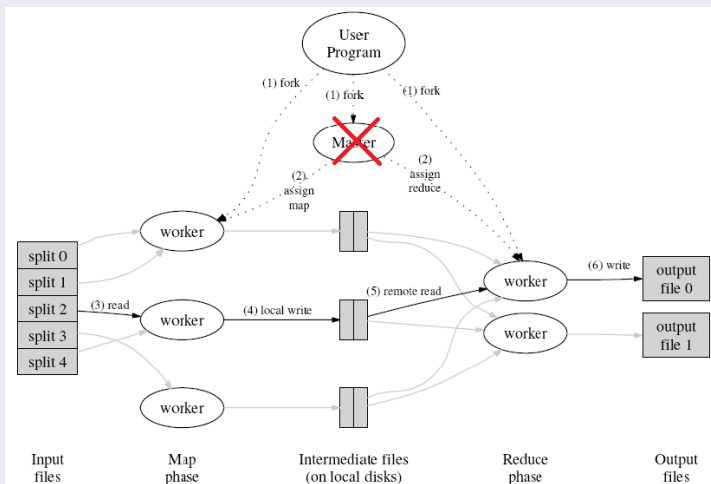 User
Program
(1) fork
(1) fork
(1) fork
Master
(2)
assign
map
(2)
assign
reduce
worker
split 0
split 1
split 2
split 3
split 4
(3) read
worker
(4) local write
(5) remote read
worker
(6) write
output
file 0
worker
output
file 1
worker
Input
files
Map
phase
Intermediate files
(on local disks)
Reduce
phase
Output
files